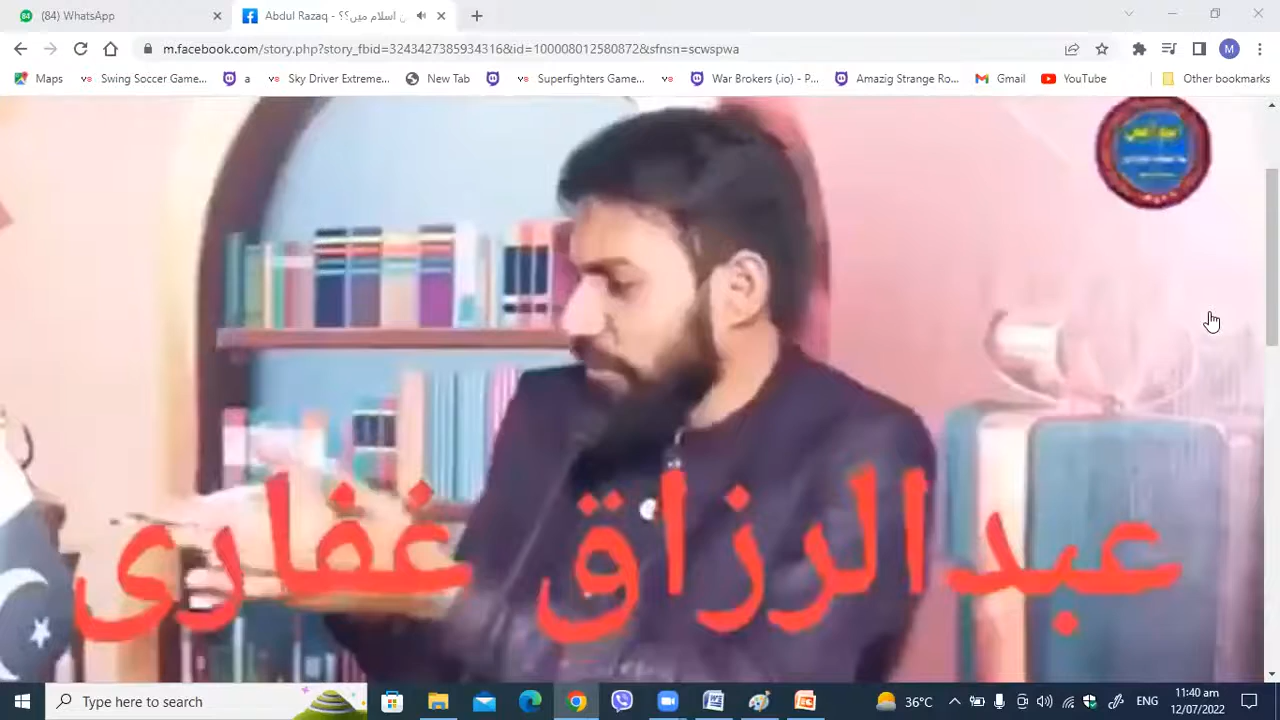 (84) WhatsApp
Abdul Razaq - ن اسلام میں؟؟
m.facebook.com/story.php?story_fbid=3243427385934316&id=100008012580872&sfnsn=scwspwa
Maps
Swing Soccer Game...
a
Sky Driver Extreme...
New Tab
Superfighters Game...
War Brokers (.io) - P...
Amazig Strange Ro...
Gmail
YouTube
Other bookmarks
M
عبدالرزاق غفاری
Type here to search
36°C
ENG
11:40 am
12/07/2022